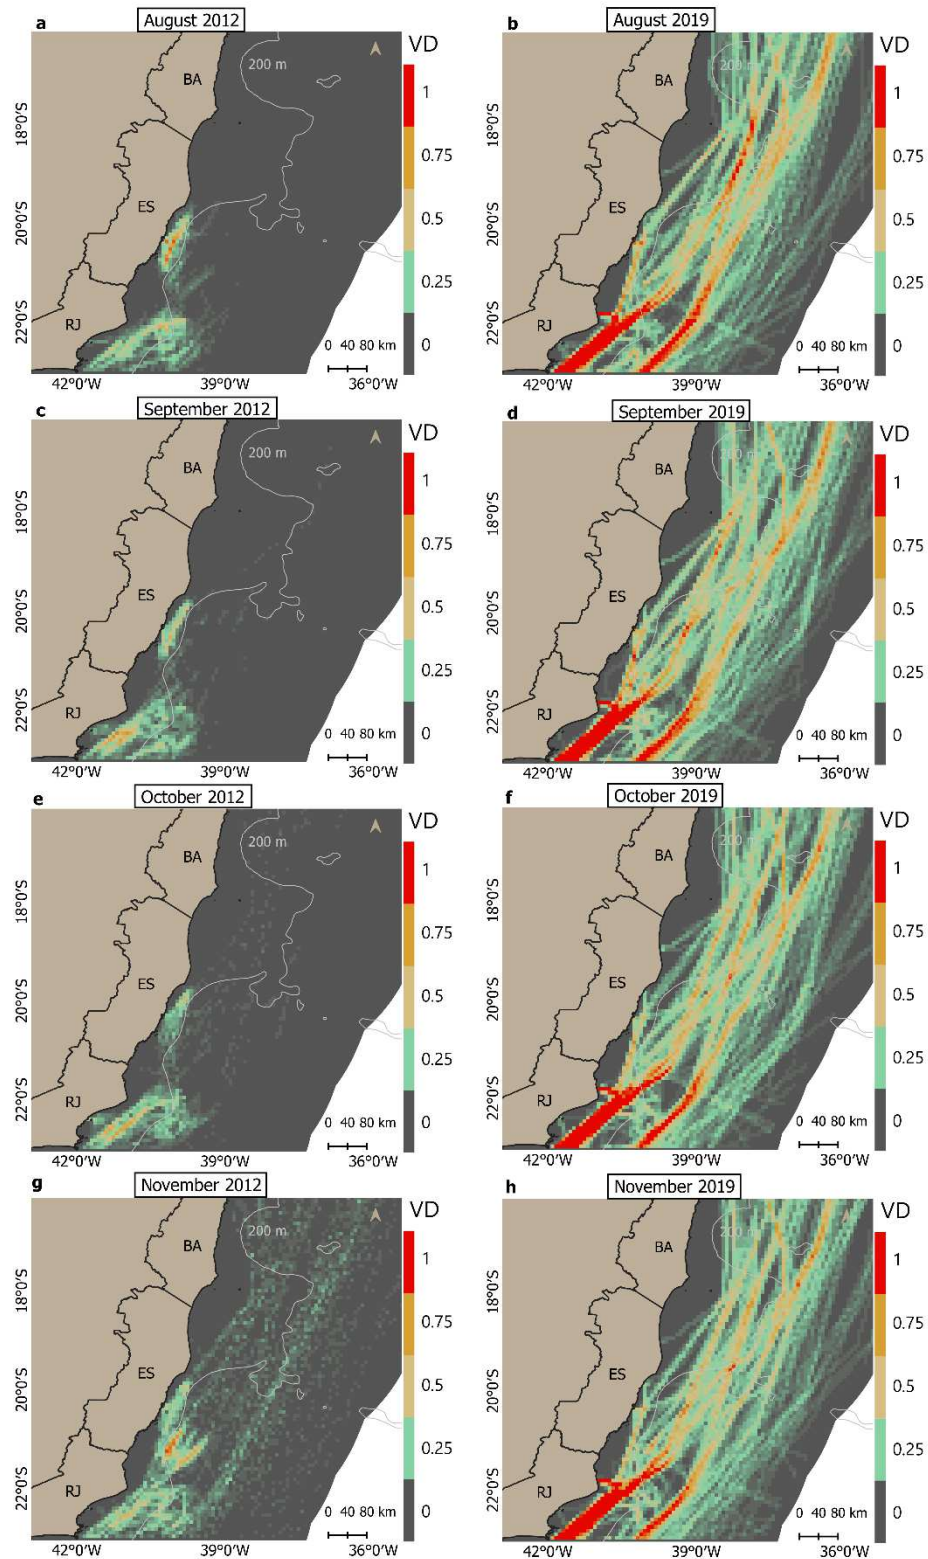 a August 2012
VD
BA
200 m
ES
RJ
1
0.75
0.5
0.25
0
18°0'S
20°0'S
22°0'S
0 40 80 km
42°0'W 39°0'W 36°0'W
b August 2019
VD
BA
200 m
ES
RJ
1
0.75
0.5
0.25
0
18°0'S
20°0'S
22°0'S
0 40 80 km
42°0'W 39°0'W 36°0'W
c September 2012
VD
BA
200 m
ES
RJ
1
0.75
0.5
0.25
0
18°0'S
20°0'S
22°0'S
0 40 80 km
42°0'W 39°0'W 36°0'W
d September 2019
VD
BA
200 m
ES
RJ
1
0.75
0.5
0.25
0
18°0'S
20°0'S
22°0'S
0 40 80 km
42°0'W 39°0'W 36°0'W
e October 2012
VD
BA
200 m
ES
RJ
1
0.75
0.5
0.25
0
18°0'S
20°0'S
22°0'S
0 40 80 km
42°0'W 39°0'W 36°0'W
f October 2019
VD
BA
200 m
ES
RJ
1
0.75
0.5
0.25
0
18°0'S
20°0'S
22°0'S
0 40 80 km
42°0'W 39°0'W 36°0'W
g November 2012
VD
BA
200 m
ES
RJ
1
0.75
0.5
0.25
0
18°0'S
20°0'S
22°0'S
0 40 80 km
42°0'W 39°0'W 36°0'W
h November 2019
VD
BA
200 m
ES
RJ
1
0.75
0.5
0.25
0
18°0'S
20°0'S
22°0'S
0 40 80 km
42°0'W 39°0'W 36°0'W